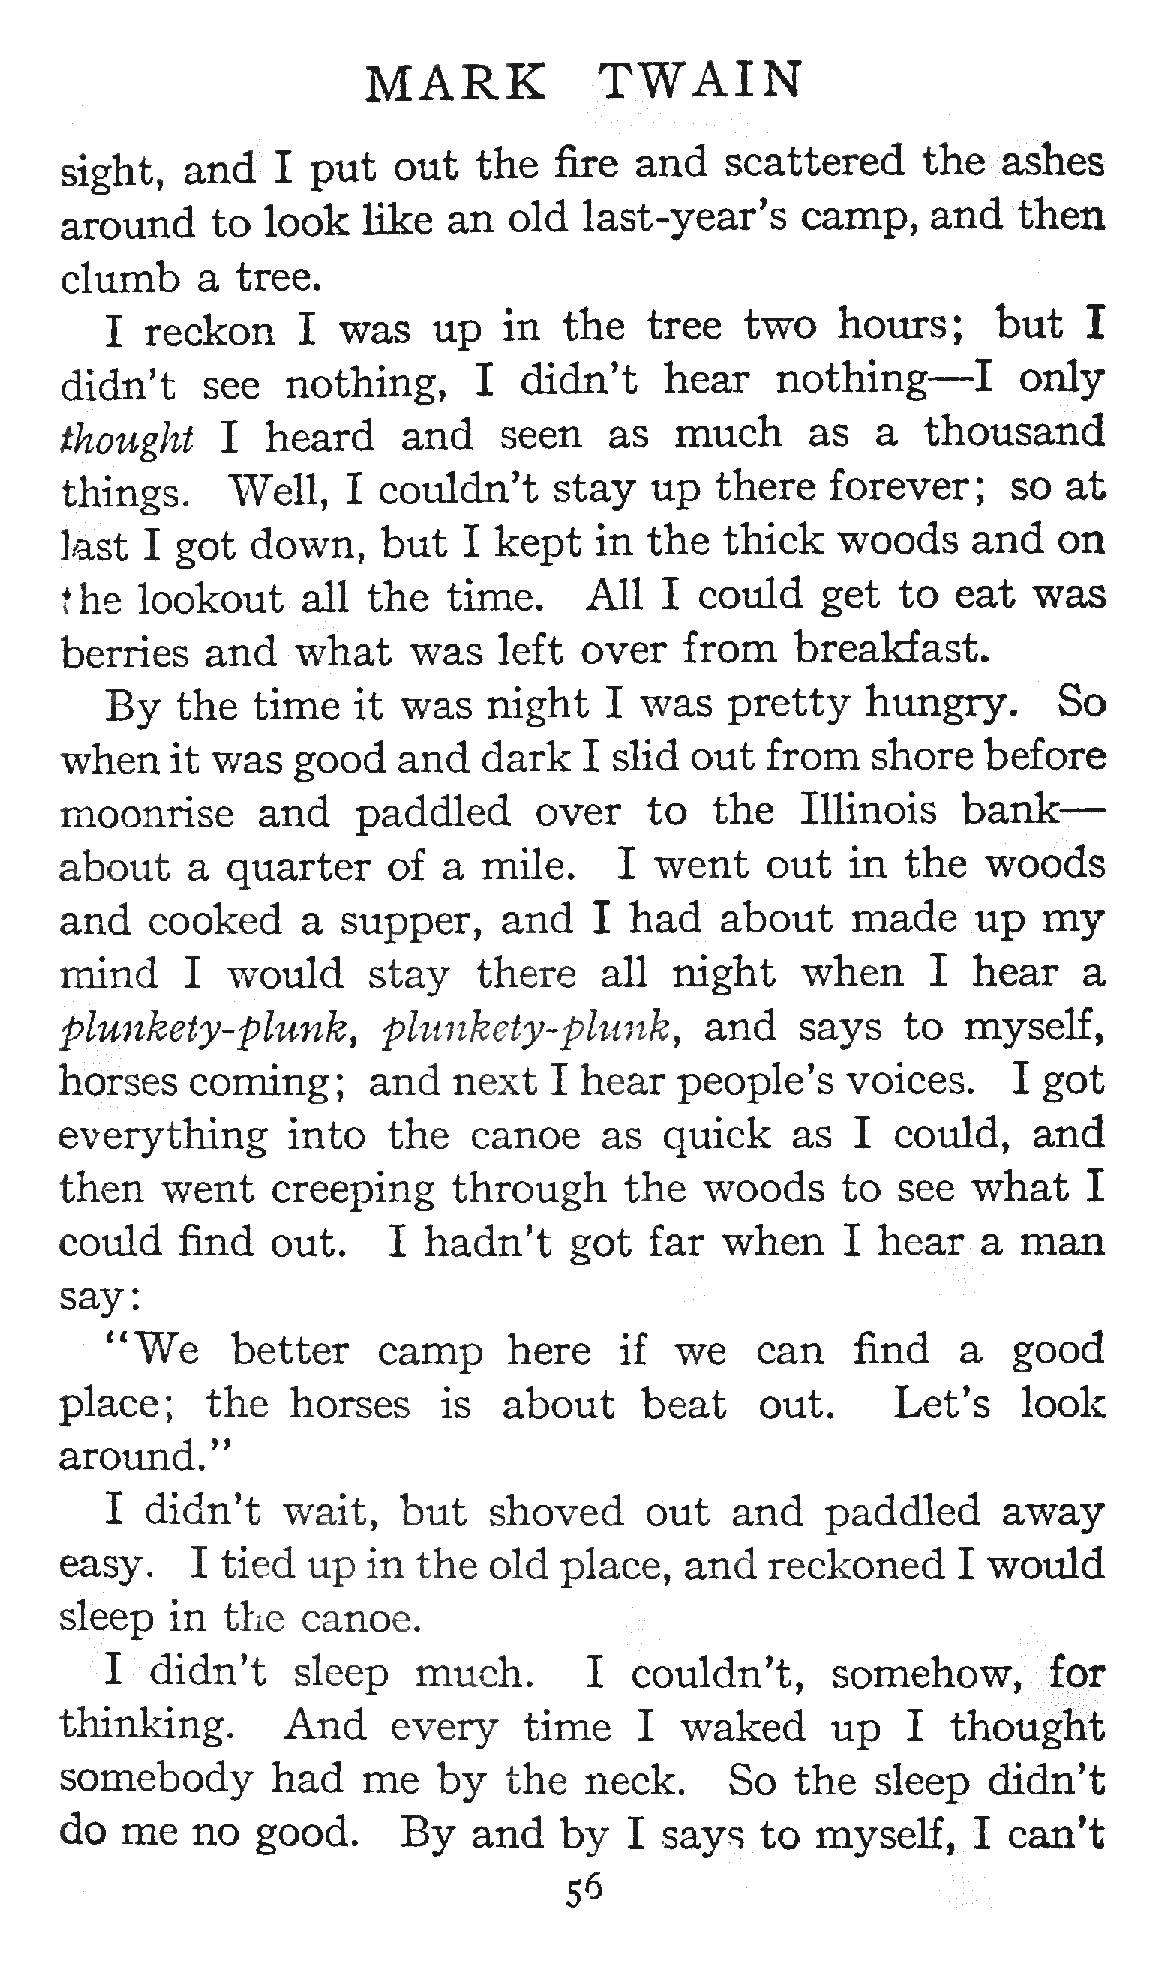 MARK TWAIN
sight, and I put out the fire and scattered the ashes
around to look like an old last-year's camp, and then
clumb a tree.
I reckon I was up in the tree two hours; but I
didn't see nothing, I didn't hear nothing—I only
thought I heard and seen as much as a thousand
things. Well, I couldn't stay up there forever; so at
last I got down, but I kept in the thick woods and on
the lookout all the time. All I could get to eat was
berries and what was left over from breakfast.
By the time it was night I was pretty hungry. So
when it was good and dark I slid out from shore before
moonrise and paddled over to the Illinois bank—
about a quarter of a mile. I went out in the woods
and cooked a supper, and I had about made up my
mind I would stay there all night when I hear a
plunkety-plunk, plunkety-plunk, and says to myself,
horses coming; and next I hear people's voices. I got
everything into the canoe as quick as I could, and
then went creeping through the woods to see what I
could find out. I hadn't got far when I hear a man
say:
"We better camp here if we can find a good
place; the horses is about beat out. Let's look
around."
I didn't wait, but shoved out and paddled away
easy. I tied up in the old place, and reckoned I would
sleep in the canoe.
I didn't sleep much. I couldn't, somehow, for
thinking. And every time I waked up I thought
somebody had me by the neck. So the sleep didn't
do me no good. By and by I says to myself, I can't
56